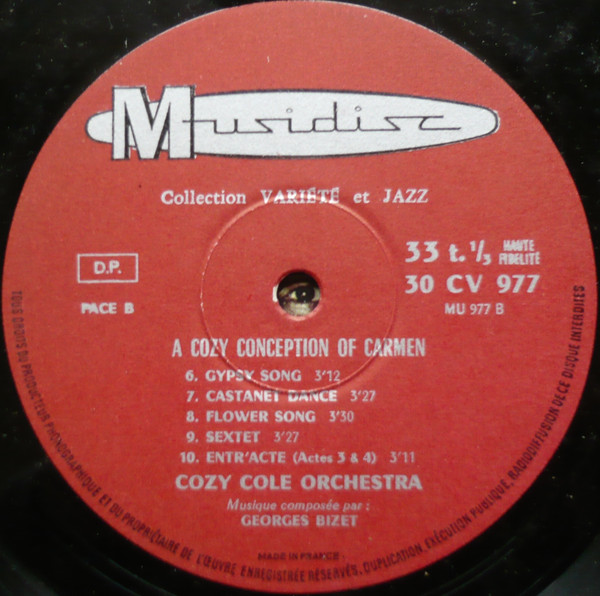 Musidisc
Collection VARIÉTÉ et JAZZ
D.P.
33 t. 1/3 HAUTE FIDELITÉ
30 CV 977
PACE B
MU 977 B
A COZY CONCEPTION OF CARMEN
6. GYPSY SONG 3'12
7. CASTANET DANCE 3'27
8. FLOWER SONG 3'30
9. SEXTET 3'27
10. ENTR'ACTE (Actes 3 & 4) 3'11
COZY COLE ORCHESTRA
Musique composée par :
GEORGES BIZET
MADE IN FRANCE
TOUS DROITS DU PRODUCTEUR PHONOGRAPHIQUE ET DU PROPRIÉTAIRE DE L'ŒUVRE ENREGISTRÉE RÉSERVÉS, DUPLICATION, EXÉCUTION PUBLIQUE, RADIODIFFUSION DE CE DISQUE INTERDITES